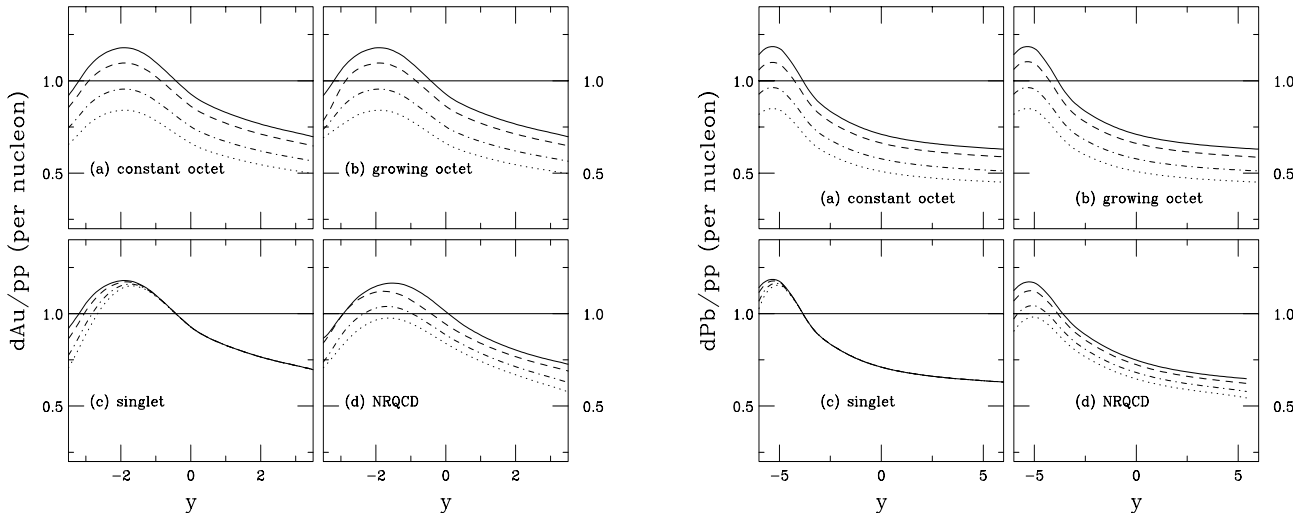 dAu/pp (per nucleon)
1.0
0.5
1.0
0.5
(a) constant octet
(b) growing octet
1.0
0.5
1.0
0.5
(c) singlet
(d) NRQCD
−2
0
2
−2
0
2
y
y
dPb/pp (per nucleon)
1.0
0.5
1.0
0.5
(a) constant octet
(b) growing octet
1.0
0.5
1.0
0.5
(c) singlet
(d) NRQCD
−5
0
5
−5
0
5
y
y